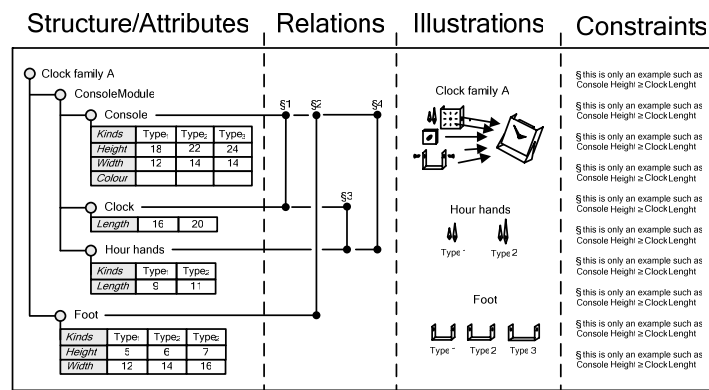 Structure/Attributes Relations Illustrations Constraints
Clock family A
ConsoleModule
Console
Kinds Type₁ Type₂ Type₃
Height 18 22 24
Width 12 14 14
Colour
Clock
Length 16 20
Hour hands
Kinds Type₁ Type₂
Length 9 11
Foot
Kinds Type₁ Type₂ Type₂
Height 5 6 7
Width 12 14 16
§1 §2 §4
§3
Clock family A
Hour hands
Type 2
Foot
Type 2 Type 3
§ this is only an example such as
Console Height ≥ Clock Lenght
§ this is only an example such as
Console Height ≥ Clock Lenght
§ this is only an example such as
Console Height ≥ Clock Lenght
§ this is only an example such as
Console Height ≥ Clock Lenght
§ this is only an example such as
Console Height ≥ Clock Lenght
§ this is only an example such as
Console Height ≥ Clock Lenght
§ this is only an example such as
Console Height ≥ Clock Lenght
§ this is only an example such as
Console Height ≥ Clock Lenght
§ this is only an example such as
Console Height ≥ Clock Lenght
§ this is only an example such as
Console Height ≥ Clock Lenght